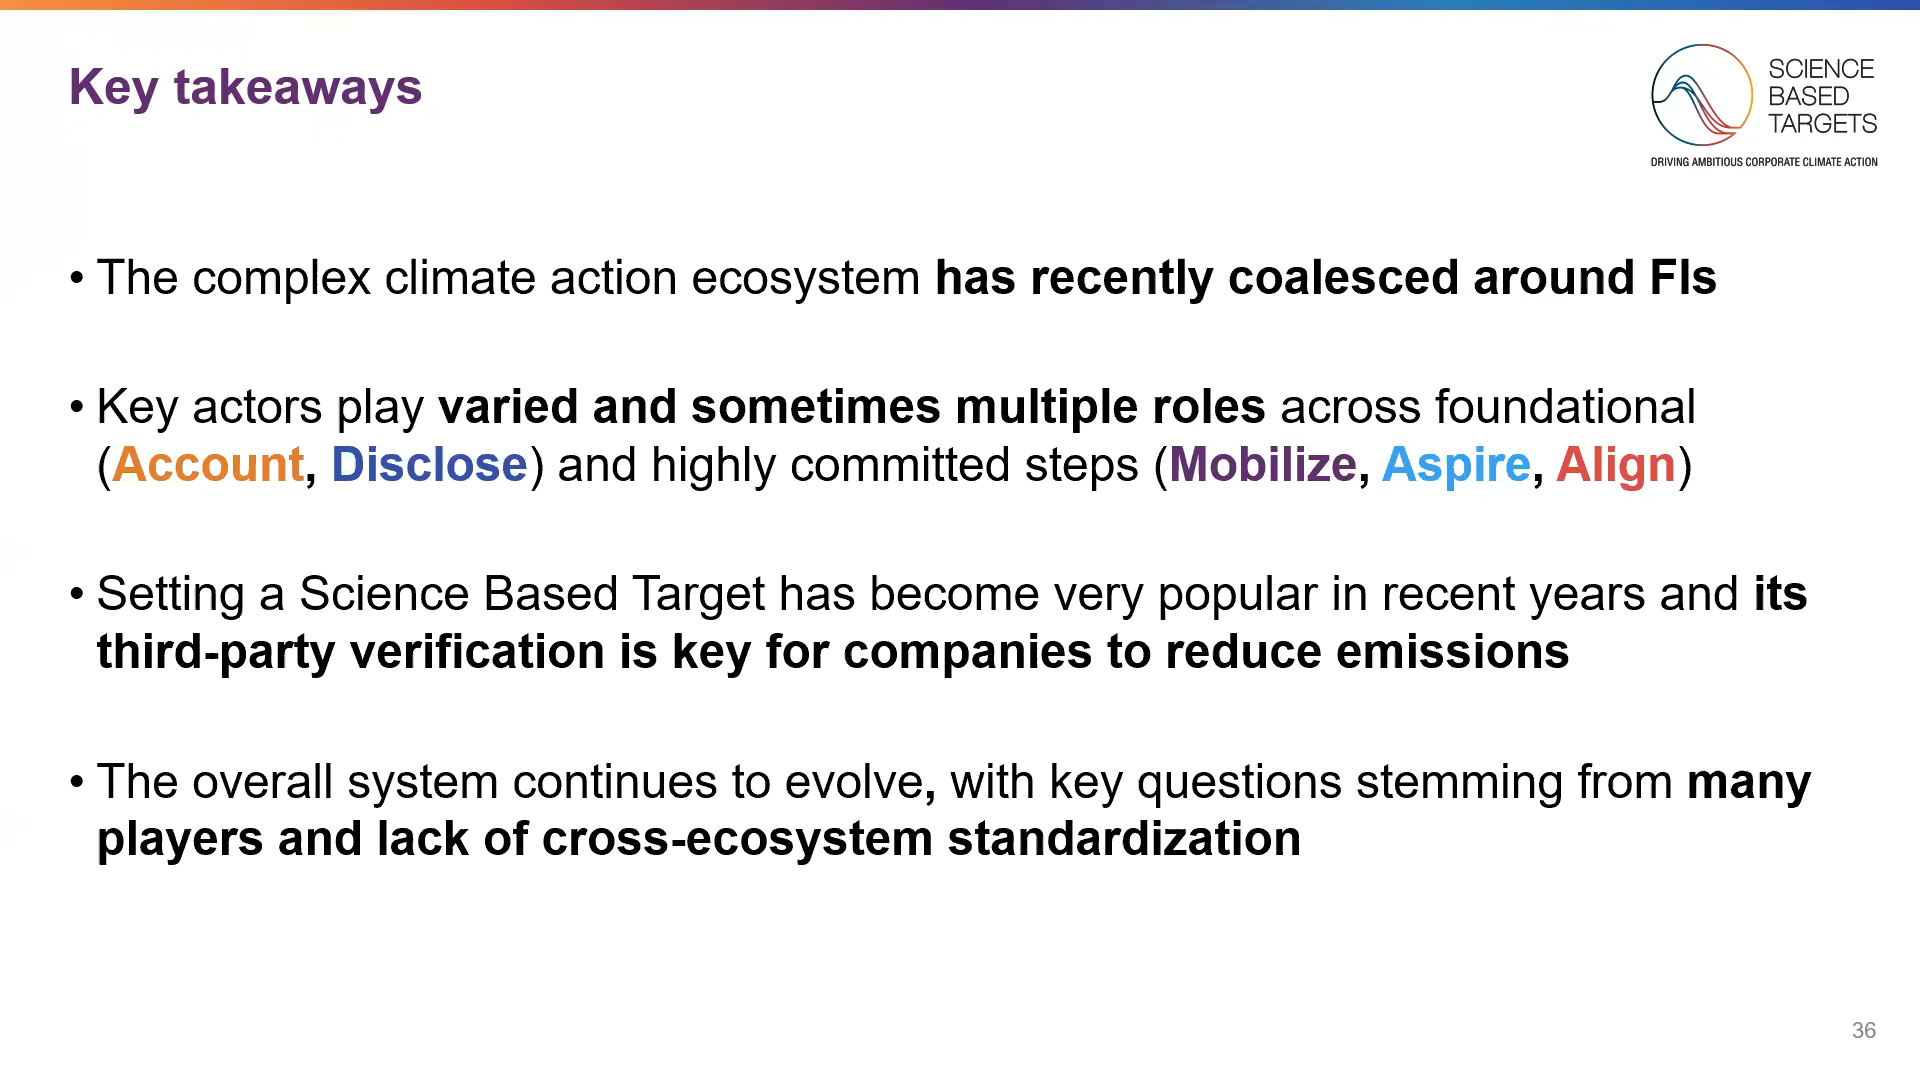 Key takeaways
SCIENCE
BASED
TARGETS
DRIVING AMBITIOUS CORPORATE CLIMATE ACTION
• The complex climate action ecosystem has recently coalesced around FIs
• Key actors play varied and sometimes multiple roles across foundational
(Account, Disclose) and highly committed steps (Mobilize, Aspire, Align)
• Setting a Science Based Target has become very popular in recent years and its
third-party verification is key for companies to reduce emissions
• The overall system continues to evolve, with key questions stemming from many
players and lack of cross-ecosystem standardization
36